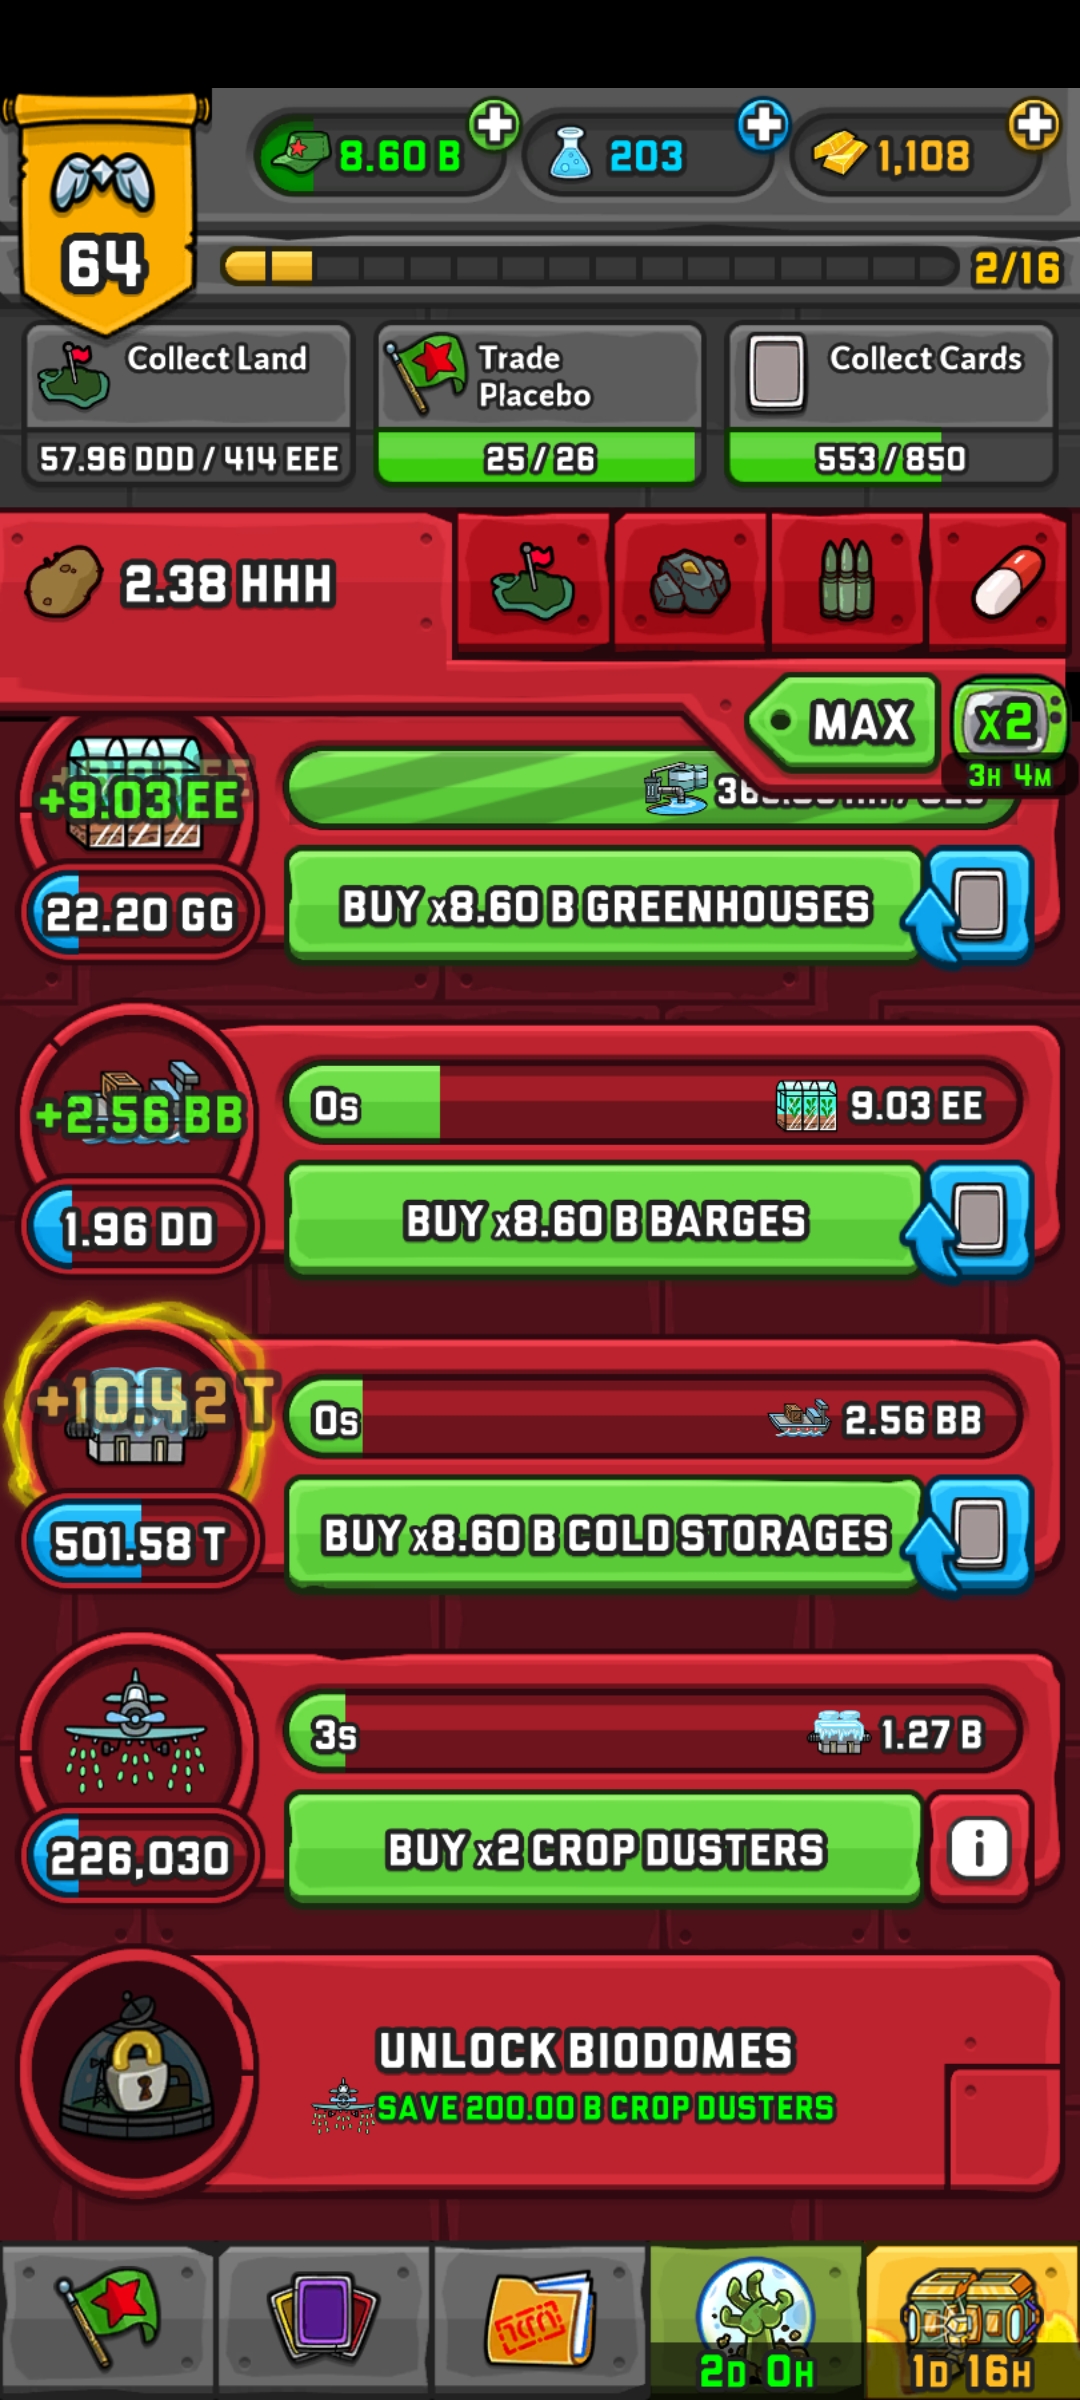 8.60 B
203
1,108
64
2/16
Collect Land
57.96 DDD / 414 EEE
Trade
Placebo
25 / 26
Collect Cards
553 / 850
2.38 HHH
MAX
x2
3H 4M
+9.03 EE
22.20 GG
BUY x8.60 B GREENHOUSES
+2.56 BB
0s
9.03 EE
1.96 DD
BUY x8.60 B BARGES
+10.42 T
0s
2.56 BB
501.58 T
BUY x8.60 B COLD STORAGES
3s
1.27 B
226,030
BUY x2 CROP DUSTERS
i
UNLOCK BIODOMES
SAVE 200.00 B CROP DUSTERS
2D 0H
1D 16H